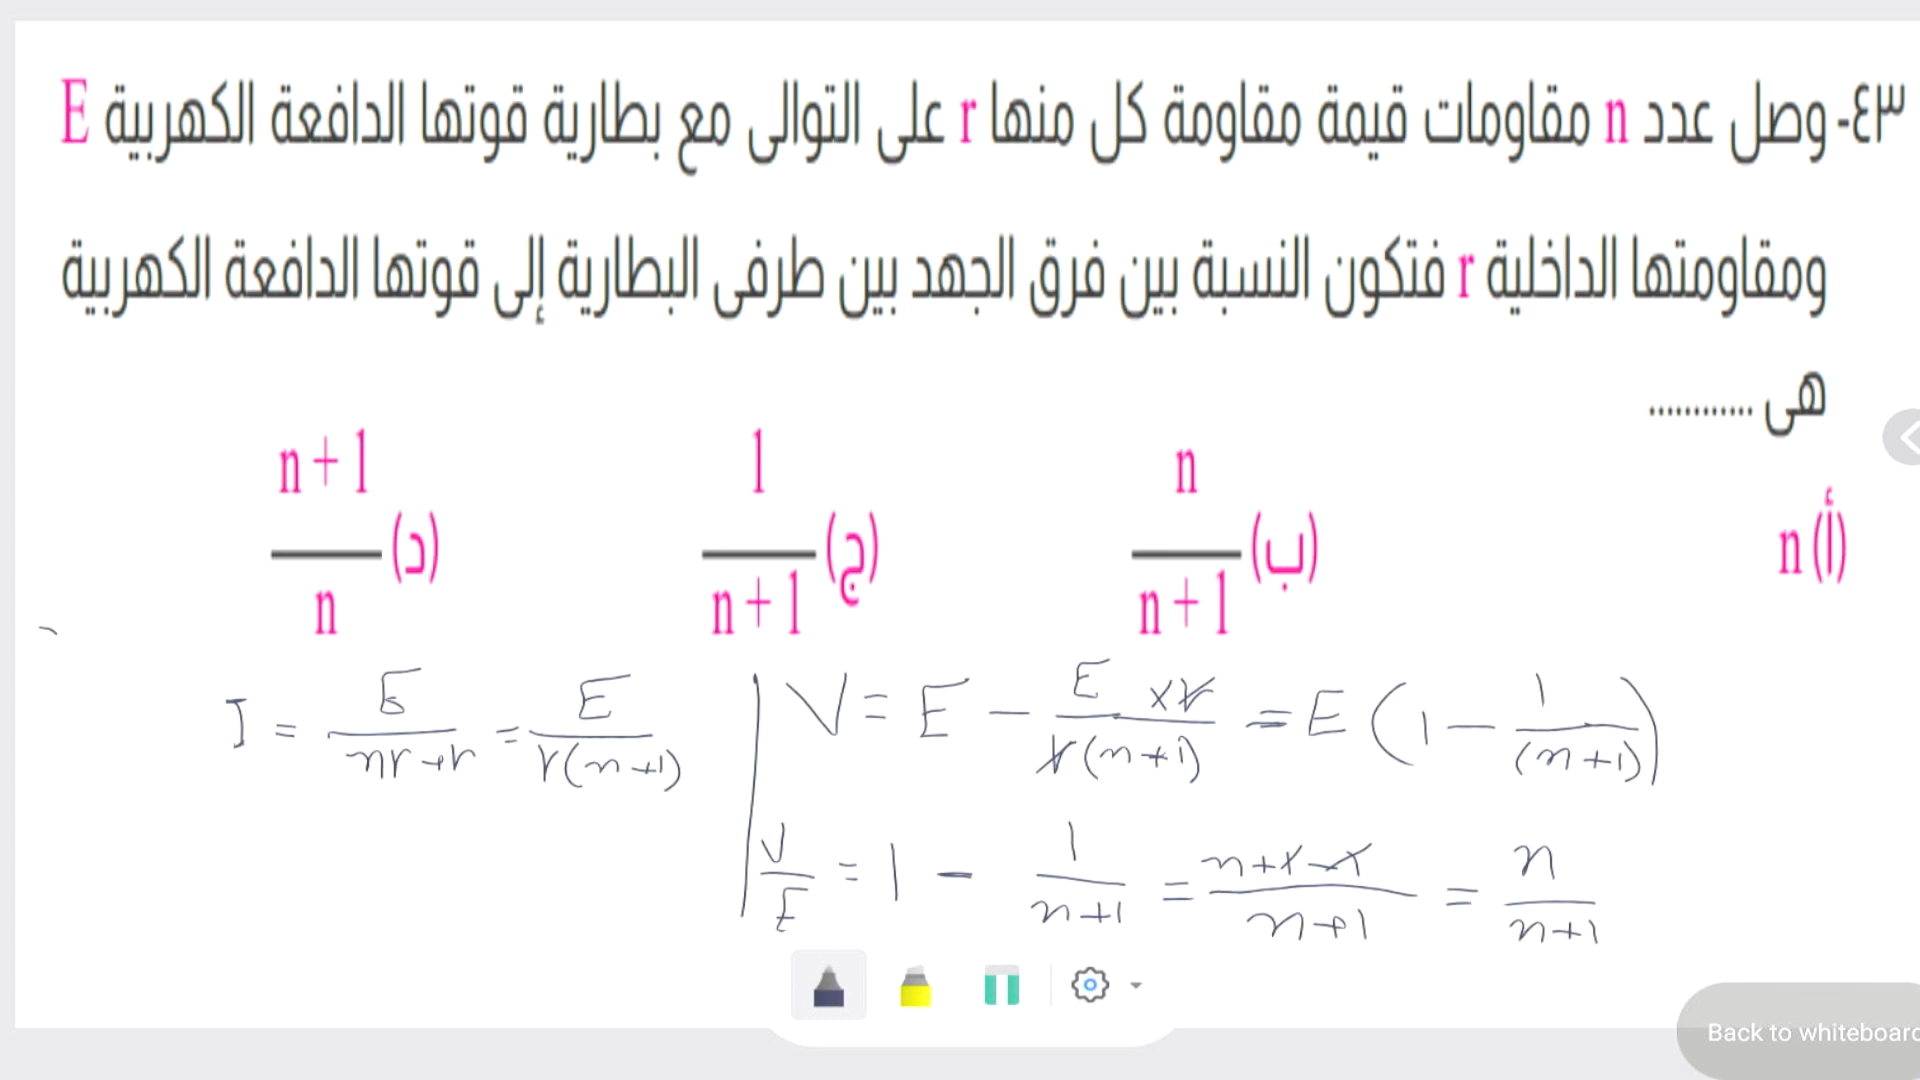 ٤٣- وصل عدد n مقاومات قيمة مقاومة كل منها r على التوالى مع بطارية قوتها الدافعة الكهربية E
ومقاومتها الداخلية r فتكون النسبة بين فرق الجهد بين طرفى البطارية إلى قوتها الدافعة الكهربية
هى ............
(أ) n (ب) n / n + 1 (ج) 1 / n + 1 (د) n + 1 / n
I = E / nr+r = E / r(n+1)
V = E - E × r / r(n+1) = E (1 - 1 / (n+1))
V / E = 1 - 1 / n+1 = n+1-1 / n+1 = n / n+1
Back to whiteboard